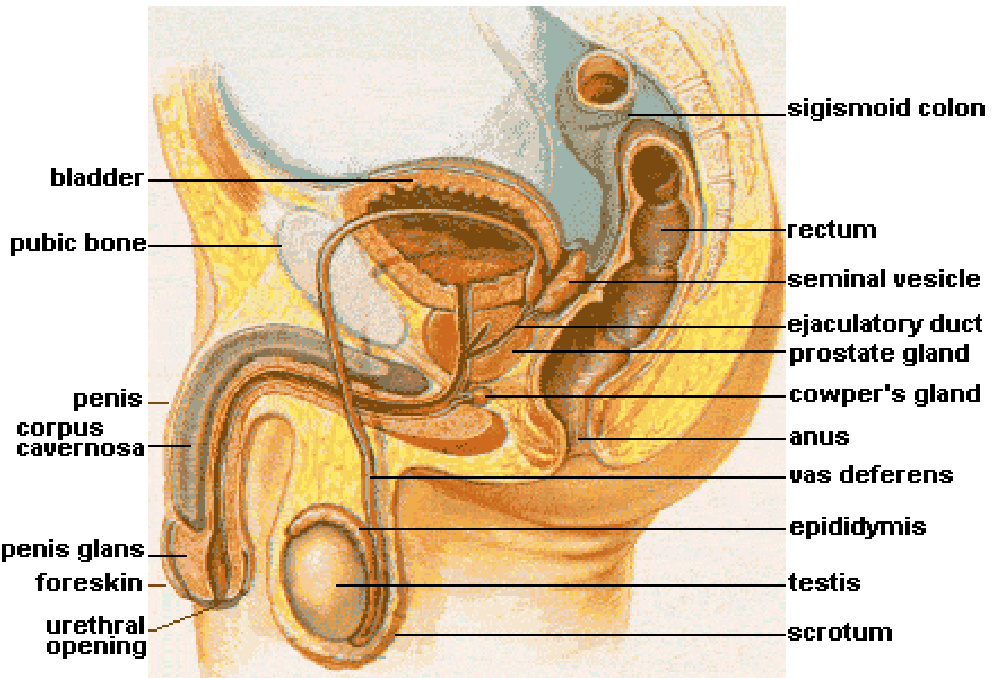 bladder
pubic bone
penis
corpus
cavernosa
penis glans
foreskin
urethral
opening
sigismoid colon
rectum
seminal vesicle
ejaculatory duct
prostate gland
cowper's gland
anus
vas deferens
epididymis
testis
scrotum